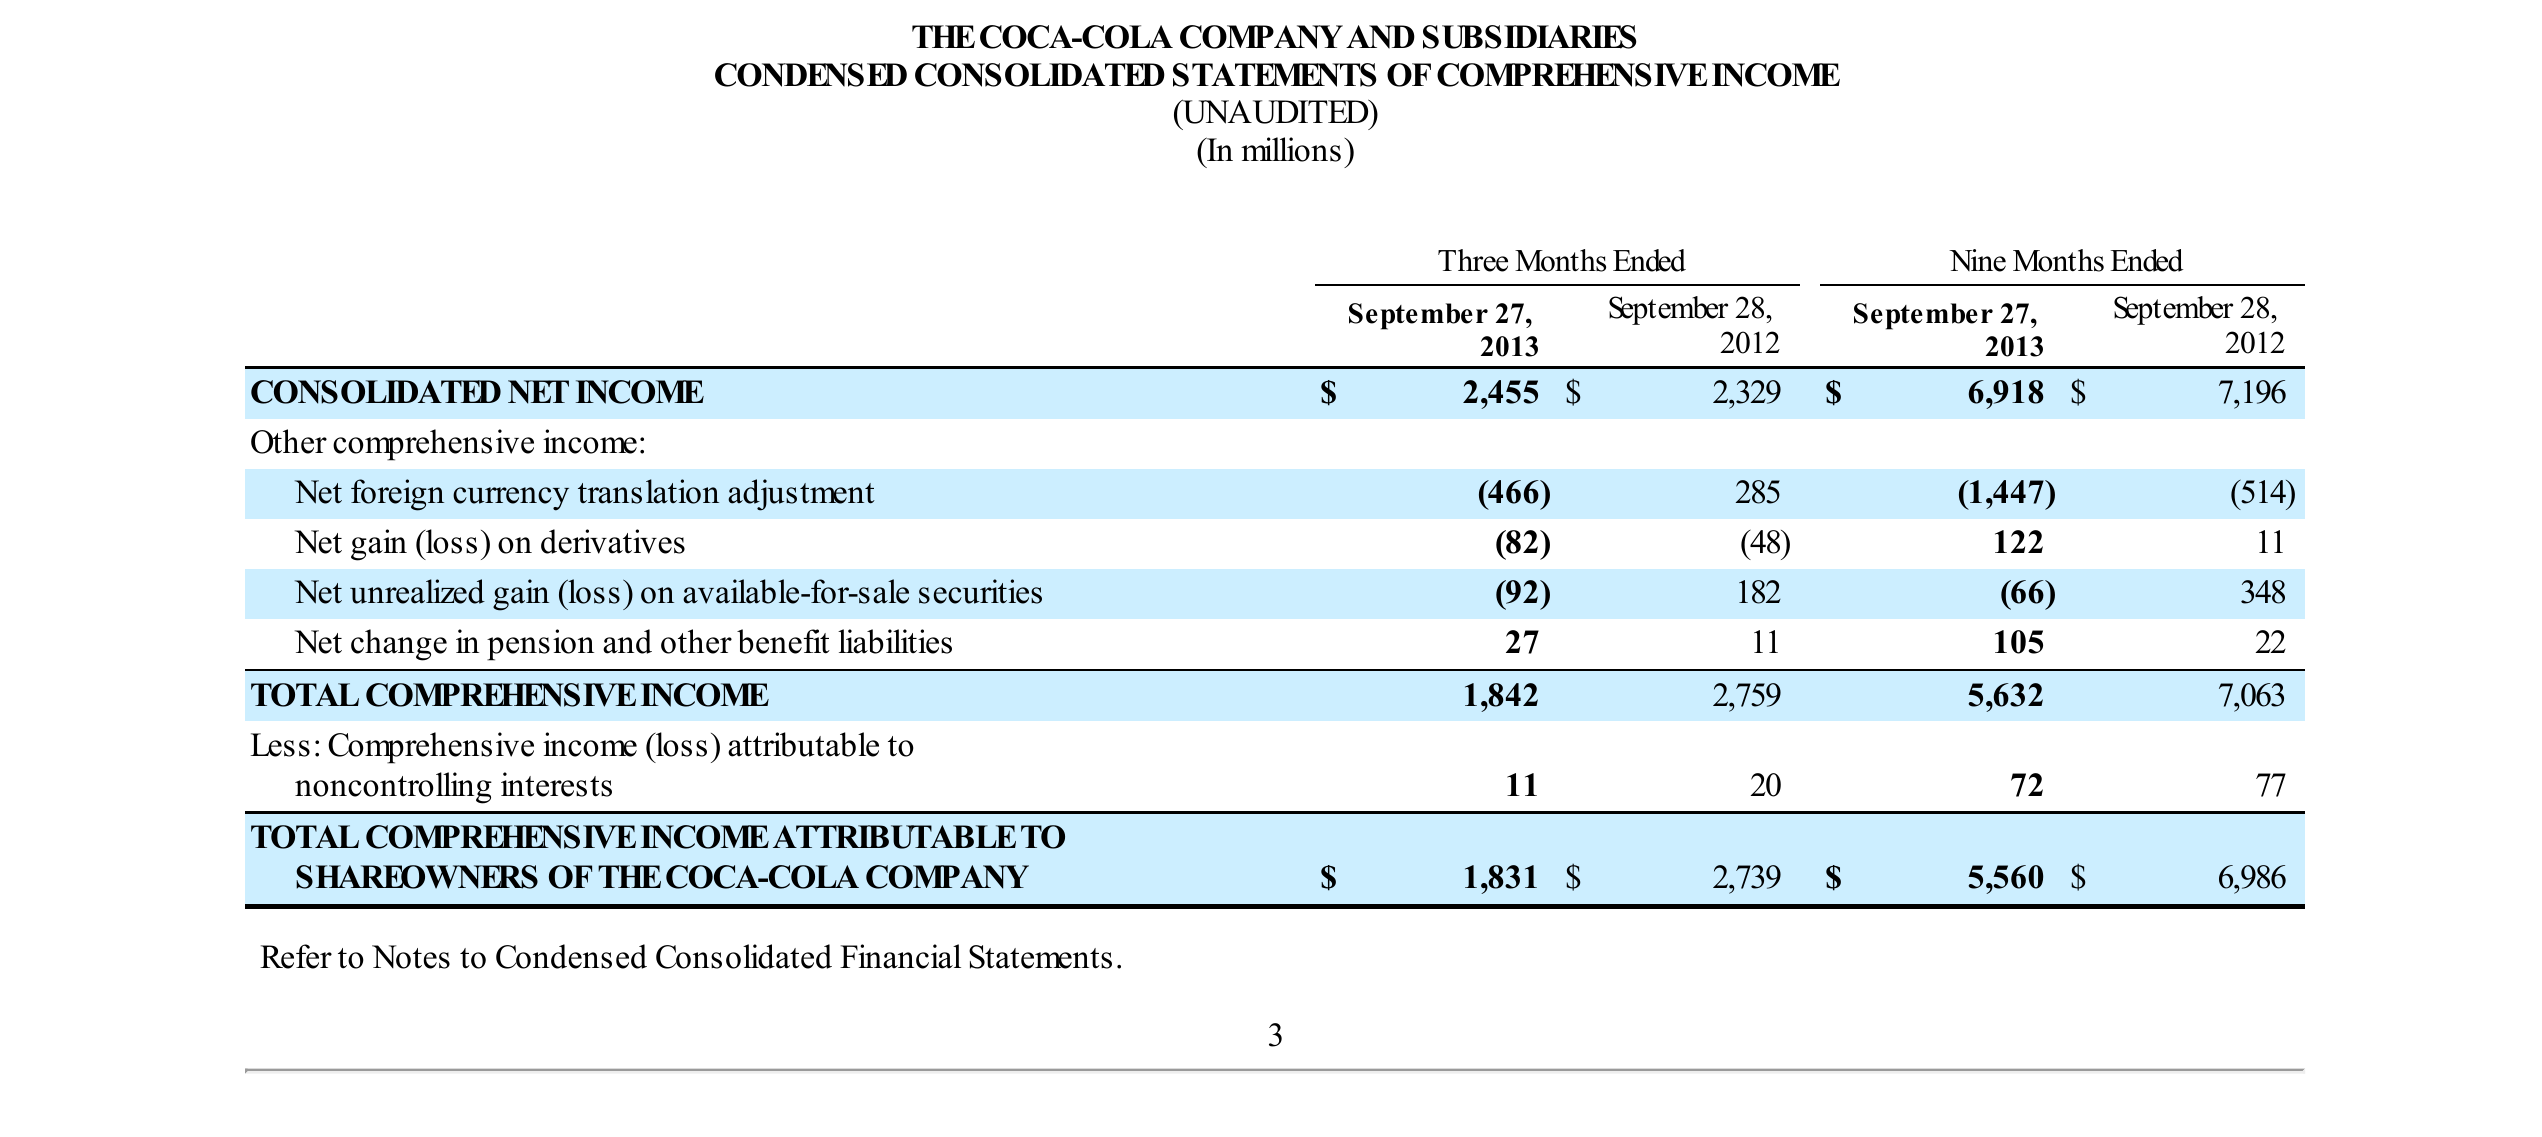 THE COCA-COLA COMPANY AND SUBSIDIARIES
CONDENSED CONSOLIDATED STATEMENTS OF COMPREHENSIVE INCOME
(UNAUDITED)
(In millions)
Three Months Ended Nine Months Ended
September 27, 2013 September 28, 2012 September 27, 2013 September 28, 2012
CONSOLIDATED NET INCOME $ 2,455 $ 2,329 $ 6,918 $ 7,196
Other comprehensive income:
Net foreign currency translation adjustment (466) 285 (1,447) (514)
Net gain (loss) on derivatives (82) (48) 122 11
Net unrealized gain (loss) on available-for-sale securities (92) 182 (66) 348
Net change in pension and other benefit liabilities 27 11 105 22
TOTAL COMPREHENSIVE INCOME 1,842 2,759 5,632 7,063
Less: Comprehensive income (loss) attributable to
noncontrolling interests 11 20 72 77
TOTAL COMPREHENSIVE INCOME ATTRIBUTABLE TO
SHAREOWNERS OF THE COCA-COLA COMPANY $ 1,831 $ 2,739 $ 5,560 $ 6,986
Refer to Notes to Condensed Consolidated Financial Statements.
3